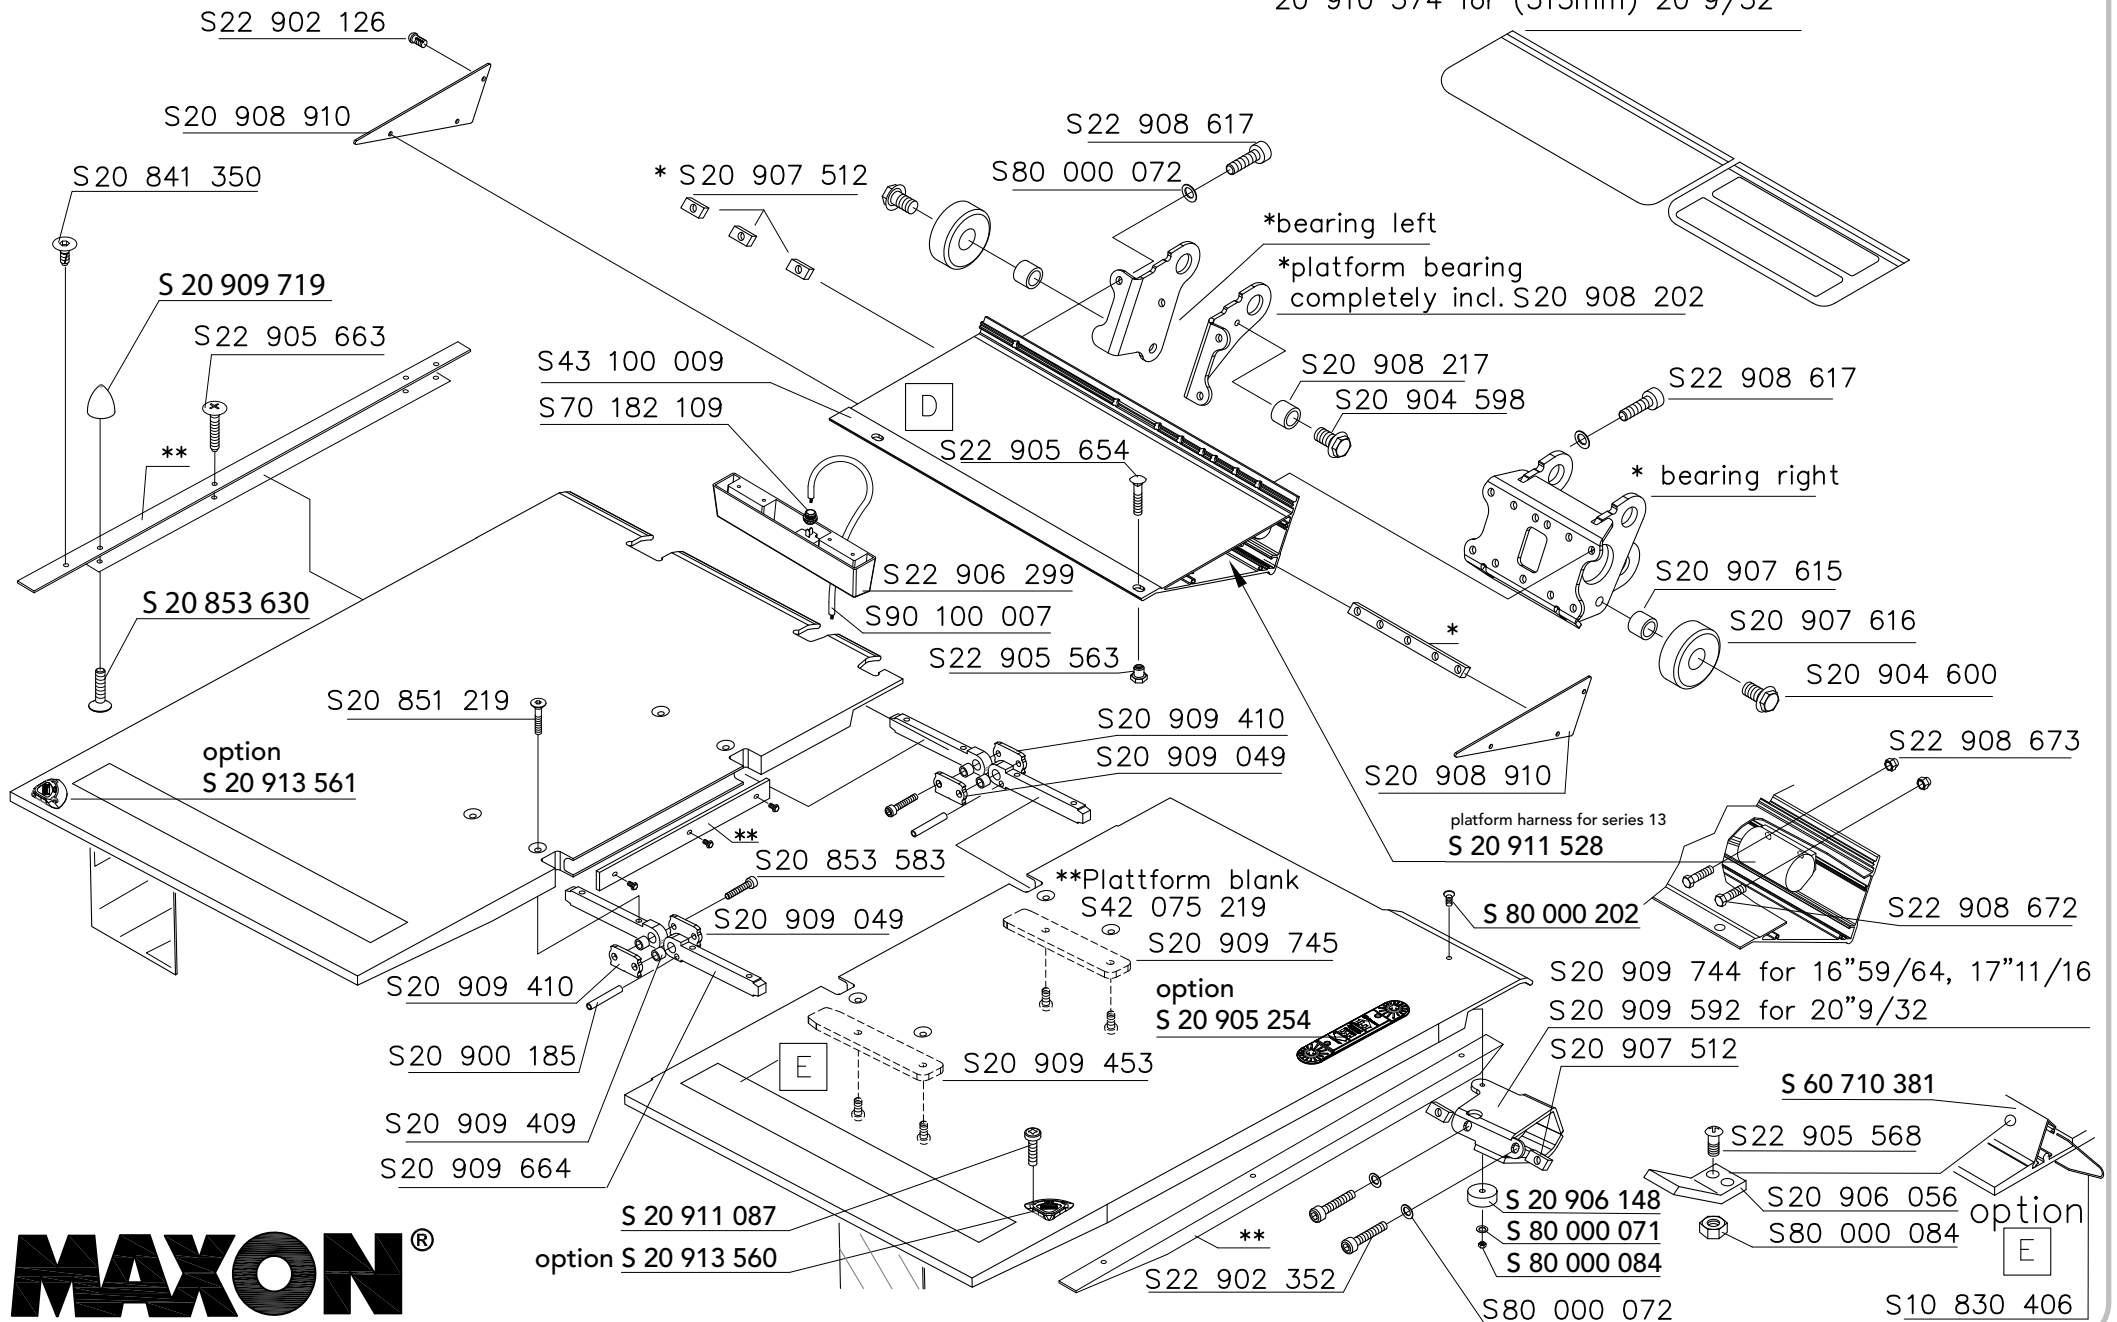 20 910 574 for (515mm) 20"9/32
S22 902 126
S20 908 910
S22 908 617
S80 000 072
S20 841 350
* S20 907 512
*bearing left
*platform bearing
completely incl. S20 908 202
S 20 909 719
S22 905 663
S43 100 009
S20 908 217
S22 908 617
D
S20 904 598
S70 182 109
S22 905 654
**
* bearing right
S22 906 299
S20 907 615
S 20 853 630
S90 100 007
S20 907 616
*
S22 905 563
S20 904 600
S20 851 219
S20 909 410
S22 908 673
option
S 20 913 561
S20 909 049
S20 908 910
platform harness for series 13
S 20 911 528
**
S20 853 583
**Plattform blank
S42 075 219
S 80 000 202
S22 908 672
S20 909 049
S20 909 745
S20 909 410
S20 909 744 for 16”59/64, 17”11/16
option
S 20 905 254
KENNLEY
S20 909 592 for 20”9/32
S20 900 185
E
S20 909 453
S20 907 512
S 60 710 381
S20 909 409
S22 905 568
S20 909 664
S 20 906 148
S20 906 056
S 20 911 087
option
S 80 000 071
S80 000 084
option S 20 913 560
**
S 80 000 084
E
S22 902 352
S80 000 072
S10 830 406
MAXON®